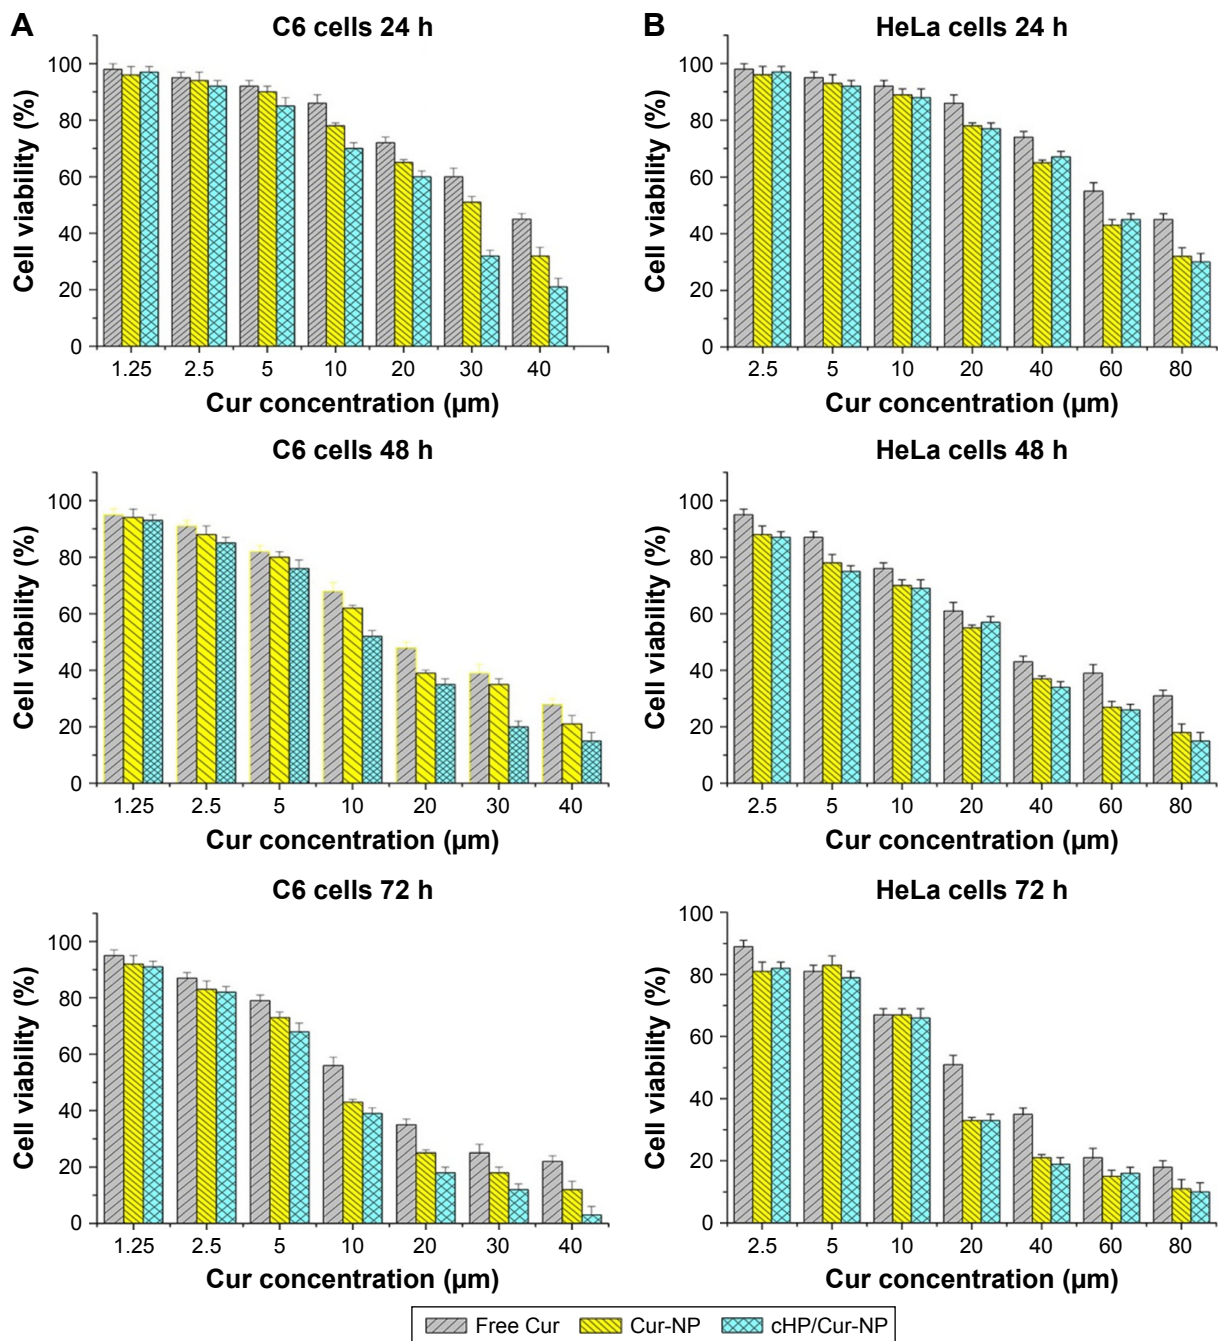 A
C6 cells 24 h
Cell viability (%)
100
80
60
40
20
0
1.25 2.5 5 10 20 30 40
Cur concentration (µm)
B
HeLa cells 24 h
Cell viability (%)
100
80
60
40
20
0
2.5 5 10 20 40 60 80
Cur concentration (µm)
C6 cells 48 h
Cell viability (%)
100
80
60
40
20
0
1.25 2.5 5 10 20 30 40
Cur concentration (µm)
HeLa cells 48 h
Cell viability (%)
100
80
60
40
20
0
2.5 5 10 20 40 60 80
Cur concentration (µm)
C6 cells 72 h
Cell viability (%)
100
80
60
40
20
0
1.25 2.5 5 10 20 30 40
Cur concentration (µm)
HeLa cells 72 h
Cell viability (%)
100
80
60
40
20
0
2.5 5 10 20 40 60 80
Cur concentration (µm)
Free Cur Cur-NP cHP/Cur-NP